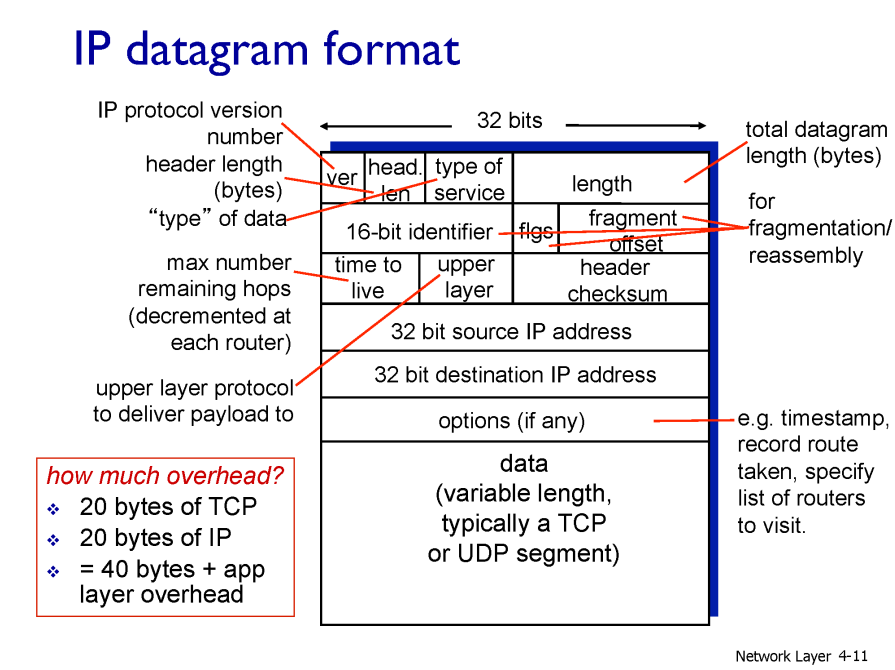 IP datagram format
IP protocol version
number
header length
(bytes)
“type” of data
max number
remaining hops
(decremented at
each router)
upper layer protocol
to deliver payload to
how much overhead?
20 bytes of TCP
20 bytes of IP
= 40 bytes + app
layer overhead
32 bits
ver
head.
len
type of
service
length
16-bit identifier
flgs
fragment
offset
time to
live
upper
layer
header
checksum
32 bit source IP address
32 bit destination IP address
options (if any)
data
(variable length,
typically a TCP
or UDP segment)
total datagram
length (bytes)
for
fragmentation/
reassembly
e.g. timestamp,
record route
taken, specify
list of routers
to visit.
Network Layer 4-11